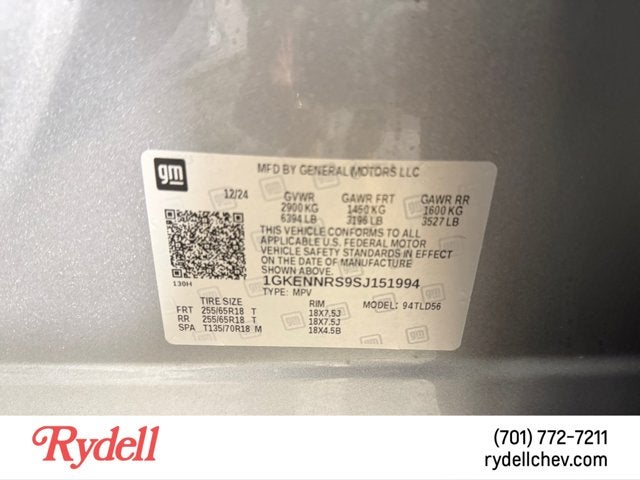 gm
MFD BY GENERAL MOTORS LLC
12/24 GVWR GAWR FRT GAWR RR
2900 KG 1450 KG 1600 KG
6394 LB 3196 LB 3527 LB
THIS VEHICLE CONFORMS TO ALL
APPLICABLE U.S. FEDERAL MOTOR
VEHICLE SAFETY STANDARDS IN EFFECT
ON THE DATE OF MANUFACTURE
SHOWN ABOVE.
130H 1GKENNRS9SJ151994
TYPE: MPV MODEL: 94TLD56
TIRE SIZE RIM
FRT 255/65R18 T 18X7.5J
RR 255/65R18 T 18X7.5J
SPA T135/70R18 M 18X4.5B
Rydell
(701) 772-7211
rydellchev.com